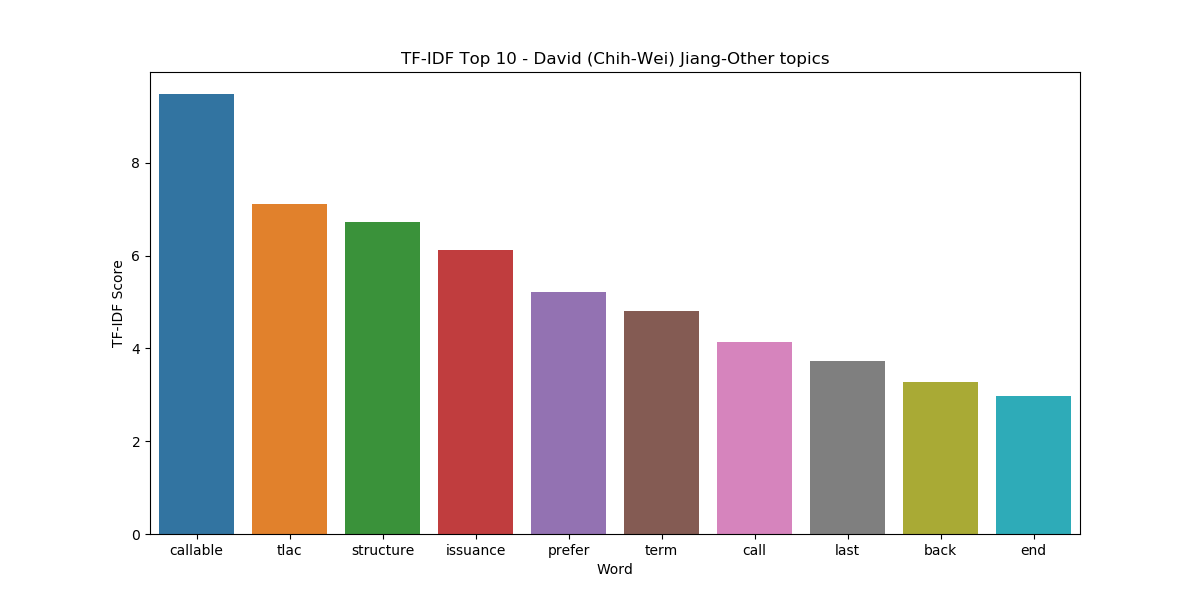 TF-IDF Top 10 - David (Chih-Wei) Jiang-Other topics
TF-IDF Score
8
6
4
2
0
callable tlac structure issuance prefer term call last back end
Word